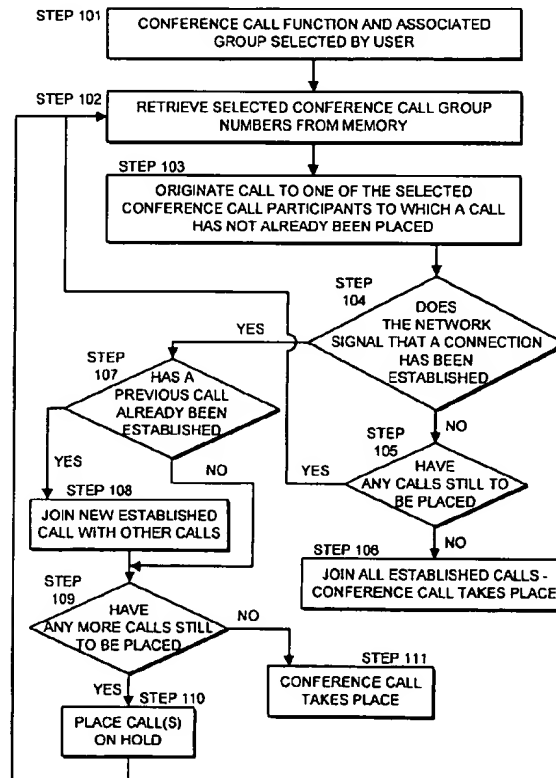 STEP 101
CONFERENCE CALL FUNCTION AND ASSOCIATED
GROUP SELECTED BY USER
STEP 102
RETRIEVE SELECTED CONFERENCE CALL GROUP
NUMBERS FROM MEMORY
STEP 103
ORIGINATE CALL TO ONE OF THE SELECTED
CONFERENCE CALL PARTICIPANTS TO WHICH A CALL
HAS NOT ALREADY BEEN PLACED
STEP
104
DOES
THE NETWORK
SIGNAL THAT A CONNECTION
HAS BEEN
ESTABLISHED
YES
NO
STEP
107
HAS A
PREVIOUS CALL
ALREADY BEEN
ESTABLISHED
YES
NO
STEP
105
HAVE
ANY CALLS STILL TO
BE PLACED
YES
NO
STEP 108
JOIN NEW ESTABLISHED
CALL WITH OTHER CALLS
STEP 106
JOIN ALL ESTABLISHED CALLS -
CONFERENCE CALL TAKES PLACE
STEP
109
HAVE
ANY MORE CALLS STILL
TO BE PLACED
NO
YES
STEP 111
CONFERENCE CALL
TAKES PLACE
STEP 110
PLACE CALL(S)
ON HOLD